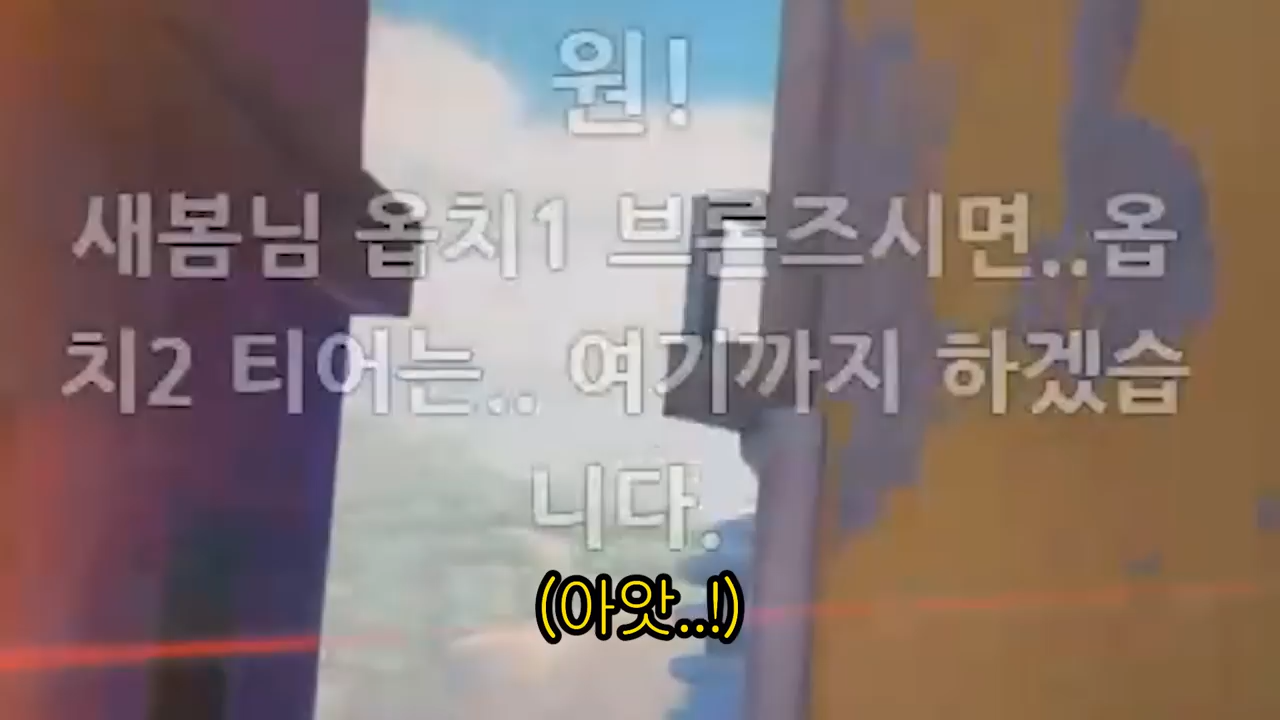 원!
새봄님 옵치1 브론즈시면..옵
치2 티어는.. 여기까지 하겠습
니다.
(아앗..!)